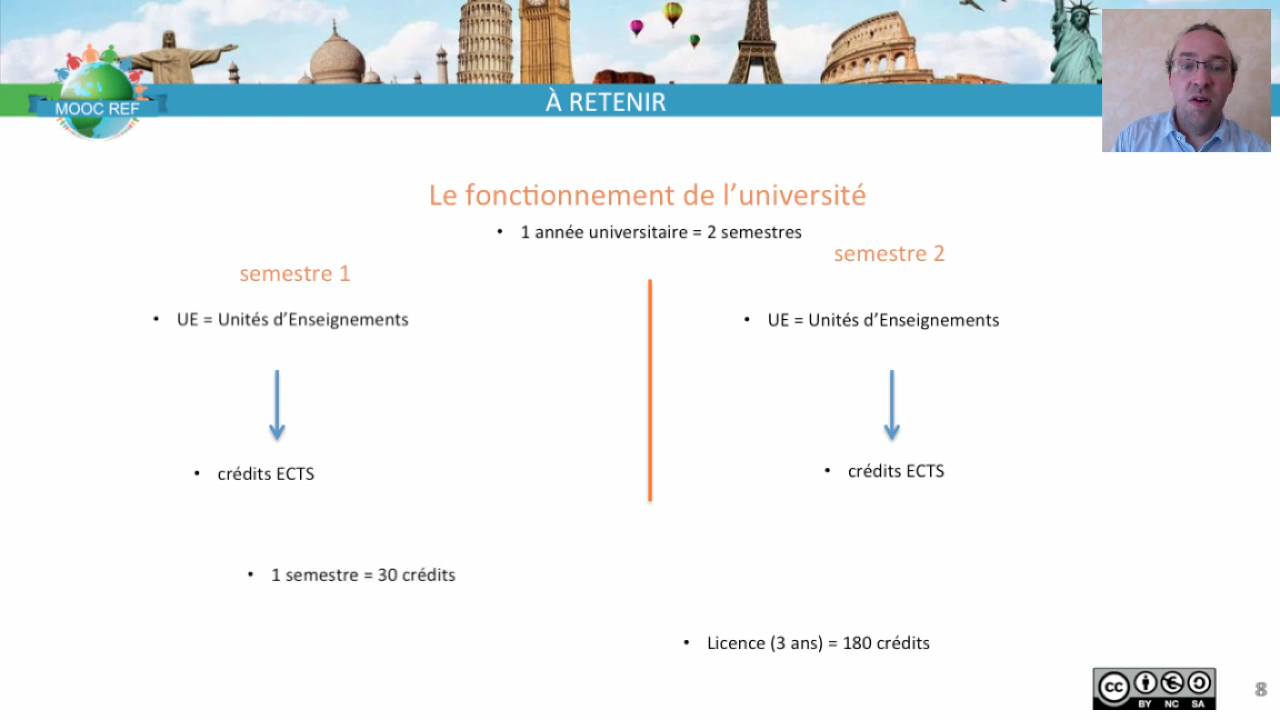 MOOC REF
À RETENIR
Le fonctionnement de l’université
• 1 année universitaire = 2 semestres
semestre 1
semestre 2
• UE = Unités d’Enseignements
• UE = Unités d’Enseignements
• crédits ECTS
• crédits ECTS
• 1 semestre = 30 crédits
• Licence (3 ans) = 180 crédits
cc
BY NC SA
8